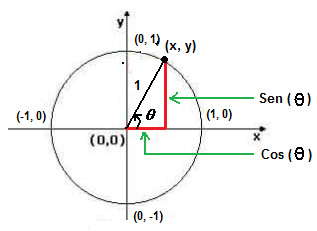 y
(0, 1) (x, y)
1
Sen (θ)
θ
(-1, 0)
(1, 0)
(0,0)
x
Cos (θ)
(0, -1)